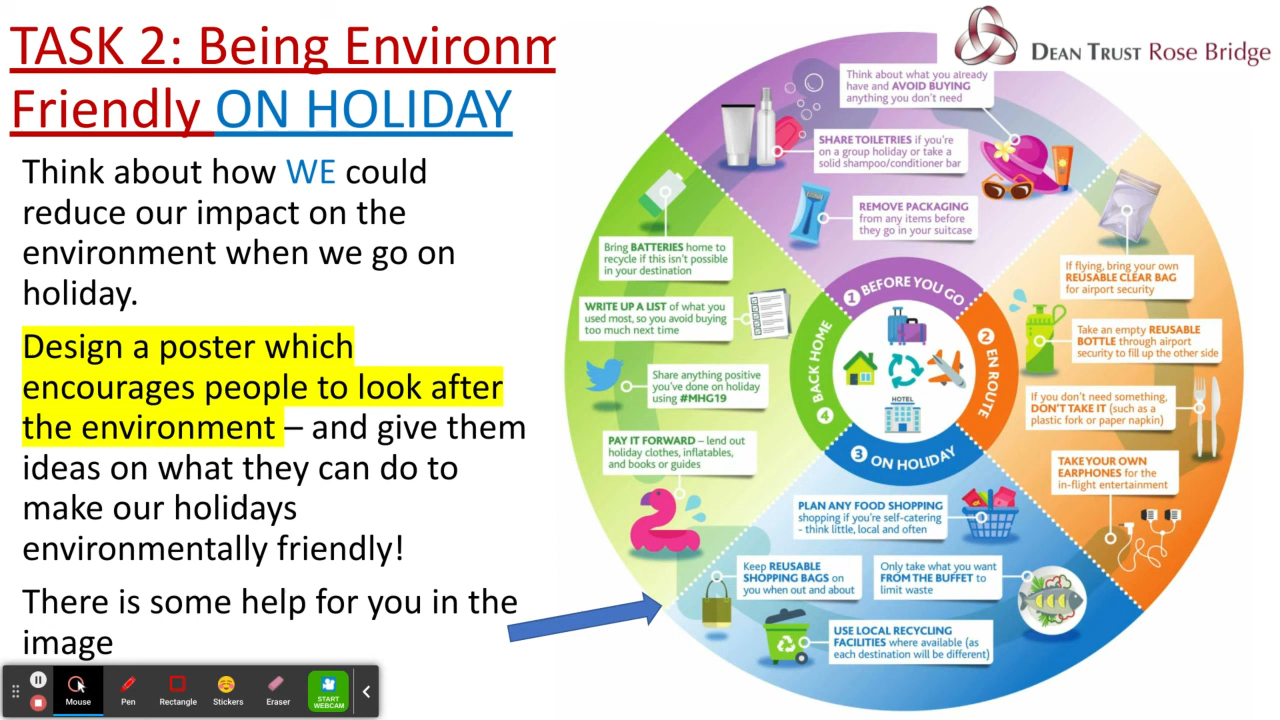 TASK 2: Being Environm
Friendly ON HOLIDAY
Think about how WE could
reduce our impact on the
environment when we go on
holiday.
Design a poster which
encourages people to look after
the environment – and give them
ideas on what they can do to
make our holidays
environmentally friendly!
There is some help for you in the
image
DEAN TRUST Rose Bridge
Think about what you already
have and AVOID BUYING
anything you don't need
SHARE TOILETRIES if you're
on a group holiday or take a
solid shampoo/conditioner bar
REMOVE PACKAGING
from any items before
they go in your suitcase
1 BEFORE YOU GO
If flying, bring your own
REUSABLE CLEAR BAG
for airport security
Take an empty REUSABLE
BOTTLE through airport
security to fill up the other side
If you don't need something,
DON'T TAKE IT (such as a
plastic fork or paper napkin)
TAKE YOUR OWN
EARPHONES for the
in-flight entertainment
2 EN ROUTE
HOTEL
3 ON HOLIDAY
PLAN ANY FOOD SHOPPING
shopping if you're self-catering
- think little, local and often
Keep REUSABLE
SHOPPING BAGS on
you when out and about
Only take what you want
FROM THE BUFFET to
limit waste
USE LOCAL RECYCLING
FACILITIES where available (as
each destination will be different)
4 BACK HOME
Bring BATTERIES home to
recycle if this isn't possible
in your destination
WRITE UP A LIST of what you
used most, so you avoid buying
too much next time
Share anything positive
you've done on holiday
using #MHG19
PAY IT FORWARD – lend out
holiday clothes, inflatables,
and books or guides
Mouse
Pen
Rectangle
Stickers
Eraser
START
WEBCAM